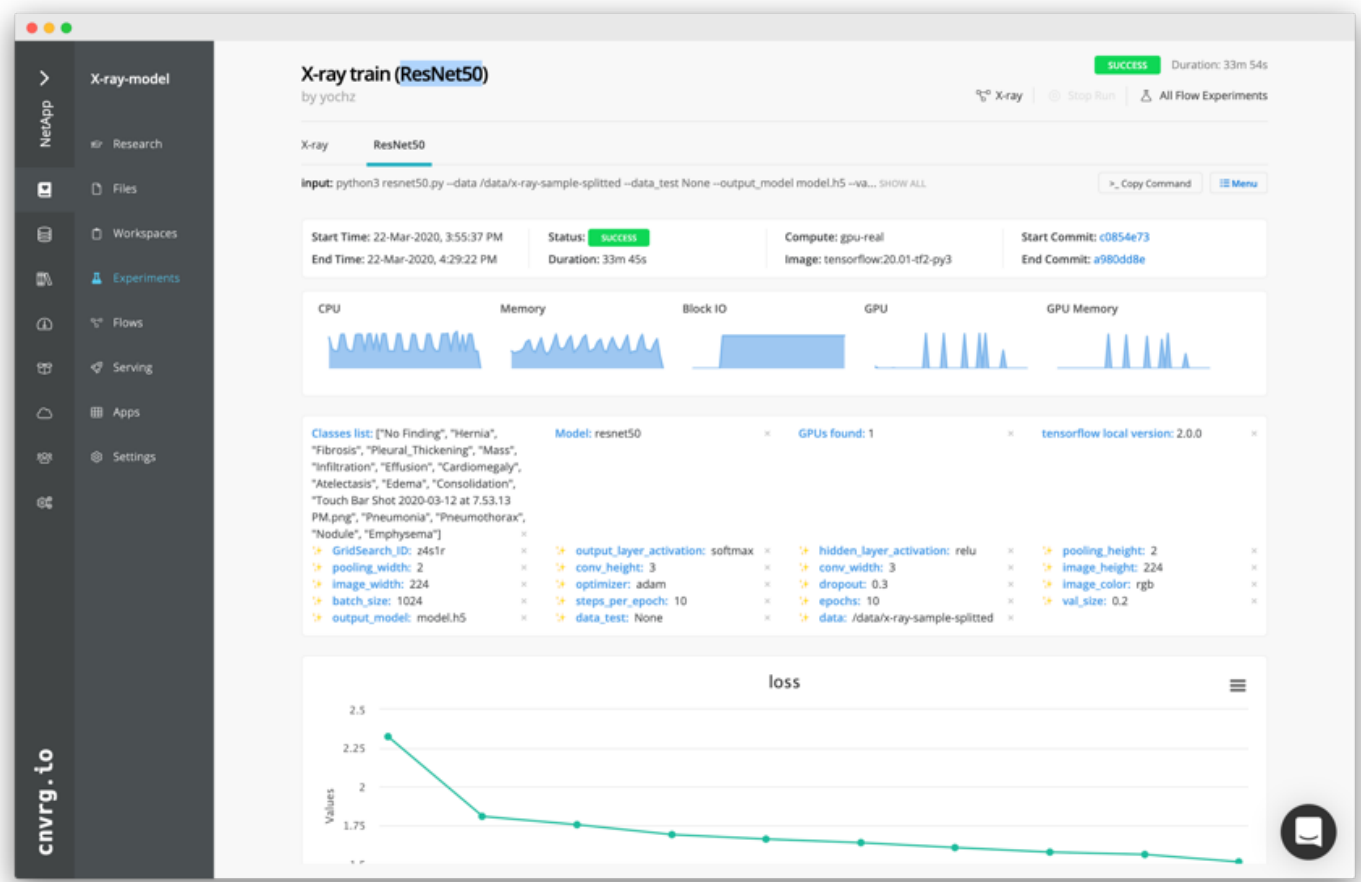 X-ray train (ResNet50)
by yochz
SUCCESS Duration: 33m 54s
X-ray Stop Run All Flow Experiments
NetApp
X-ray-model
Research
Files
Workspaces
Experiments
Flows
Serving
Apps
Settings
cnvrg.io
X-ray ResNet50
input: python3 resnet50.py --data /data/x-ray-sample-splitted --data_test None --output_model model.h5 --va... SHOW ALL
>_ Copy Command Menu
Start Time: 22-Mar-2020, 3:55:37 PM Status: SUCCESS Compute: gpu-real Start Commit: c0854e73
End Time: 22-Mar-2020, 4:29:22 PM Duration: 33m 45s Image: tensorflow:20.01-tf2-py3 End Commit: a980dd8e
CPU Memory Block IO GPU GPU Memory
Classes list: ["No Finding", "Hernia", Model: resnet50 × GPUs found: 1 × tensorflow local version: 2.0.0 ×
"Fibrosis", "Pleural_Thickening", "Mass",
"Infiltration", "Effusion", "Cardiomegaly",
"Atelectasis", "Edema", "Consolidation",
"Touch Bar Shot 2020-03-12 at 7.53.13
PM.png", "Pneumonia", "Pneumothorax",
"Nodule", "Emphysema"] ×
GridSearch_ID: z4s1r × output_layer_activation: softmax × hidden_layer_activation: relu × pooling_height: 2 ×
pooling_width: 2 × conv_height: 3 × conv_width: 3 × image_height: 224 ×
image_width: 224 × optimizer: adam × dropout: 0.3 × image_color: rgb ×
batch_size: 1024 × steps_per_epoch: 10 × epochs: 10 × val_size: 0.2 ×
output_model: model.h5 × data_test: None × data: /data/x-ray-sample-splitted ×
loss
2.5
2.25
2
1.75
Values